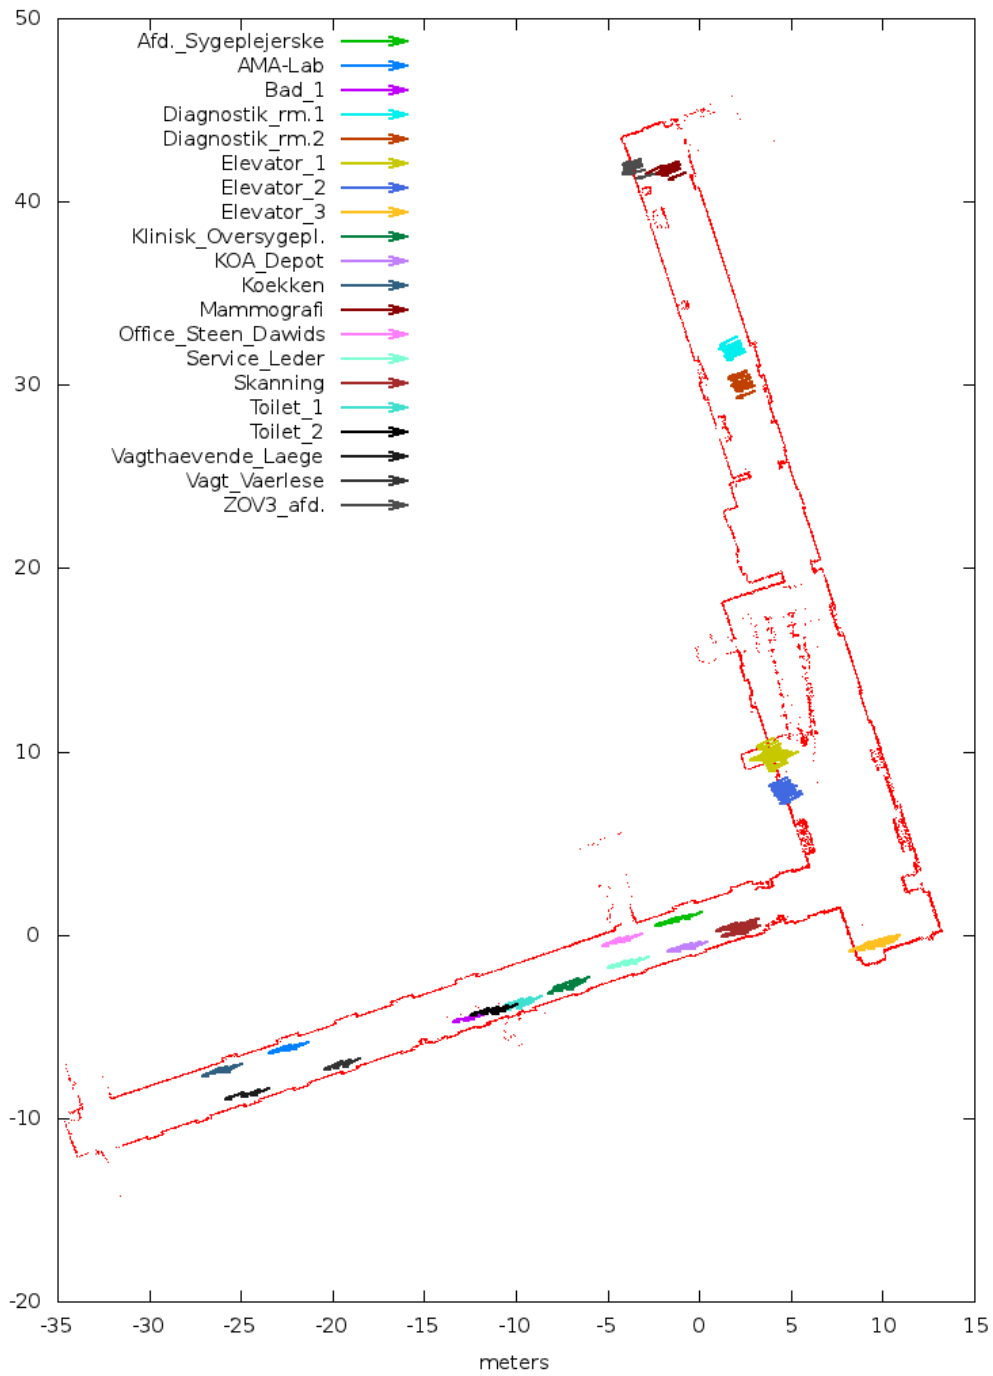 50
40
30
20
10
0
-10
-20
Afd._Sygeplejerske
AMA-Lab
Bad_1
Diagnostik_rm.1
Diagnostik_rm.2
Elevator_1
Elevator_2
Elevator_3
Klinisk_Oversygepl.
KOA_Depot
Koekken
Mammografi
Office_Steen_Dawids
Service_Leder
Skanning
Toilet_1
Toilet_2
Vagthaevende_Laege
Vagt_Vaerlese
ZOV3_afd.
-35 -30 -25 -20 -15 -10 -5 0 5 10 15
meters